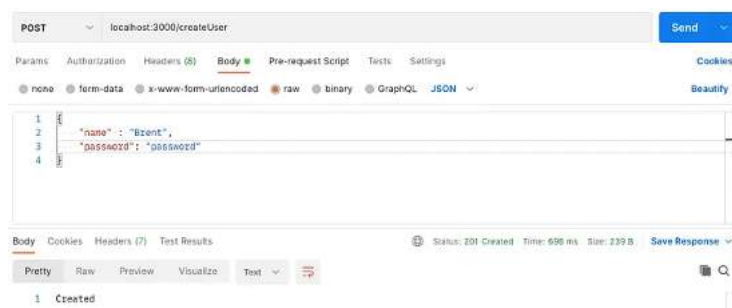 POST localhost:3000/createUser Send
Params Authorization Headers (8) Body Pre-request Script Tests Settings Cookies
none form-data x-www-form-urlencoded raw binary GraphQL JSON Beautify
1 {
2 "name" : "Brent",
3 "password": "password"
4 }
Body Cookies Headers (7) Test Results Status: 201 Created Time: 698 ms Size: 239 B Save Response
Pretty Raw Preview Visualize Text
1 Created